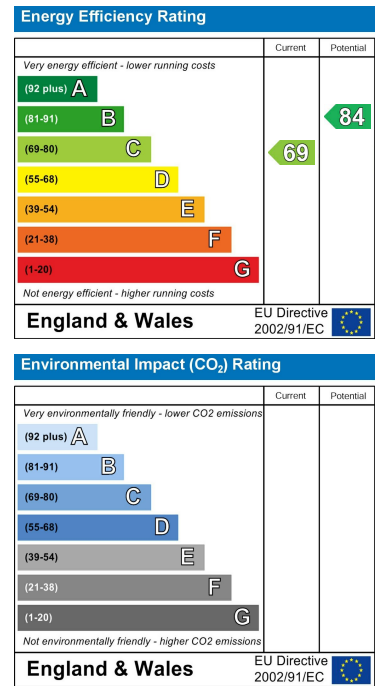 Energy Efficiency Rating
Current Potential
Very energy efficient - lower running costs
(92 plus) A
(81-91) B
(69-80) C
(55-68) D
(39-54) E
(21-38) F
(1-20) G
69
84
Not energy efficient - higher running costs
England & Wales
EU Directive
2002/91/EC
Environmental Impact (CO₂) Rating
Current Potential
Very environmentally friendly - lower CO2 emissions
(92 plus) A
(81-91) B
(69-80) C
(55-68) D
(39-54) E
(21-38) F
(1-20) G
Not environmentally friendly - higher CO2 emissions
England & Wales
EU Directive
2002/91/EC